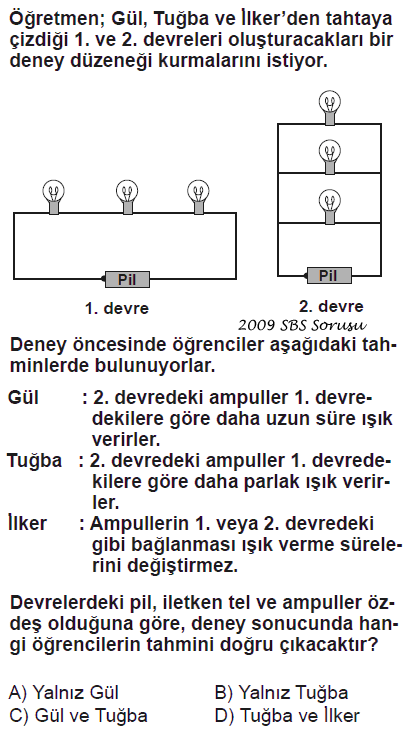 Öğretmen; Gül, Tuğba ve İlker'den tahtaya
çizdiği 1. ve 2. devreleri oluşturacakları bir
deney düzeneği kurmalarını istiyor.
Pil
Pil
1. devre
2. devre
2009 SBS Sorusu
Deney öncesinde öğrenciler aşağıdaki tah-
minlerde bulunuyorlar.
Gül : 2. devredeki ampuller 1. devre-
dekilere göre daha uzun süre ışık
verirler.
Tuğba : 2. devredeki ampuller 1. devrede-
kilere göre daha parlak ışık verir-
ler.
İlker : Ampullerin 1. veya 2. devredeki
gibi bağlanması ışık verme sürele-
rini değiştirmez.
Devrelerdeki pil, iletken tel ve ampuller öz-
deş olduğuna göre, deney sonucunda han-
gi öğrencilerin tahmini doğru çıkacaktır?
A) Yalnız Gül B) Yalnız Tuğba
C) Gül ve Tuğba D) Tuğba ve İlker